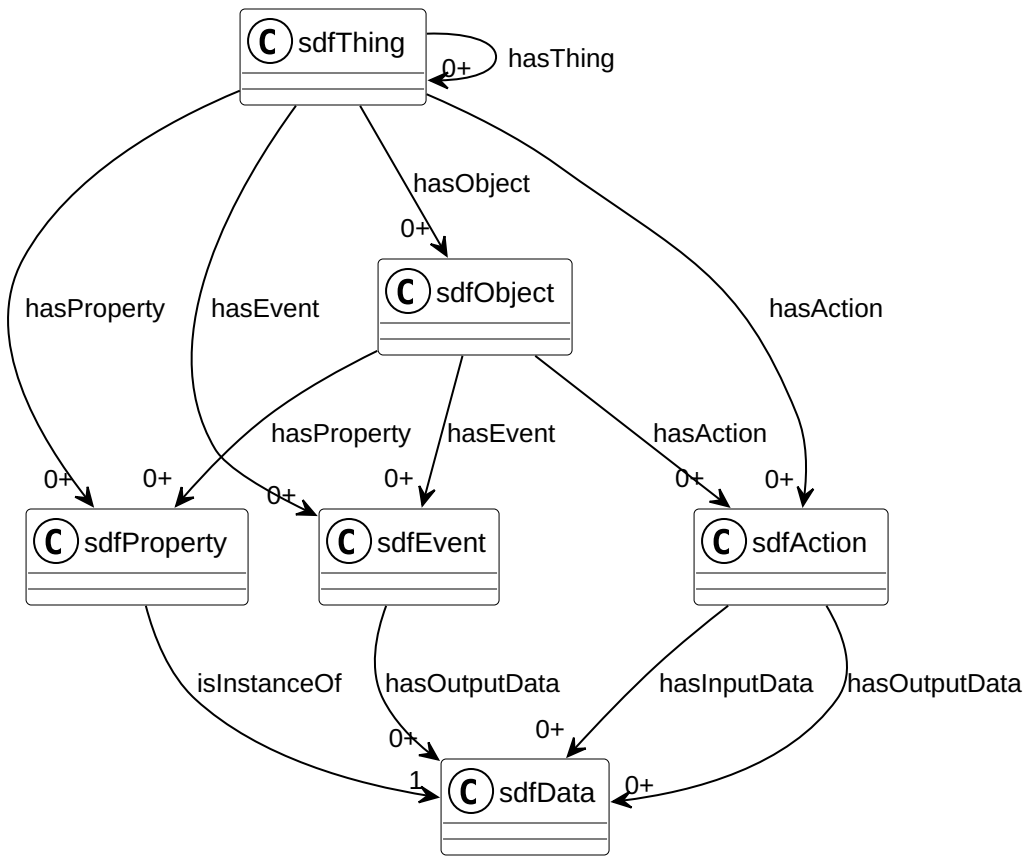 C sdfThing
0+
hasThing
hasObject
0+
C sdfObject
hasProperty
hasEvent
hasAction
hasProperty
hasEvent
hasAction
0+
0+
0+
0+
0+
0+
C sdfProperty
C sdfEvent
C sdfAction
isInstanceOf
hasOutputData
hasInputData
hasOutputData
0+
0+
1
0+
C sdfData